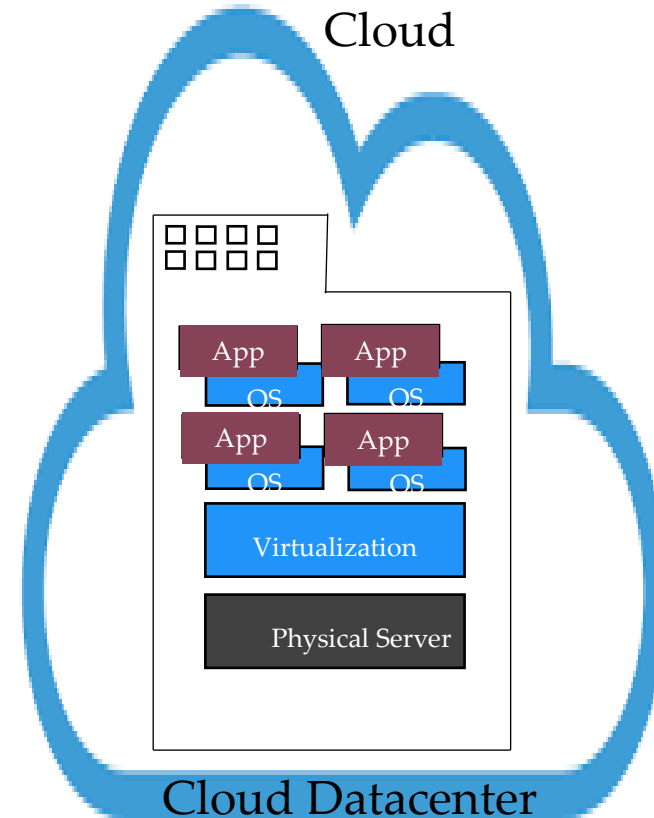 Cloud
App
App
OS
OS
App
App
OS
OS
Virtualization
Physical Server
Cloud Datacenter